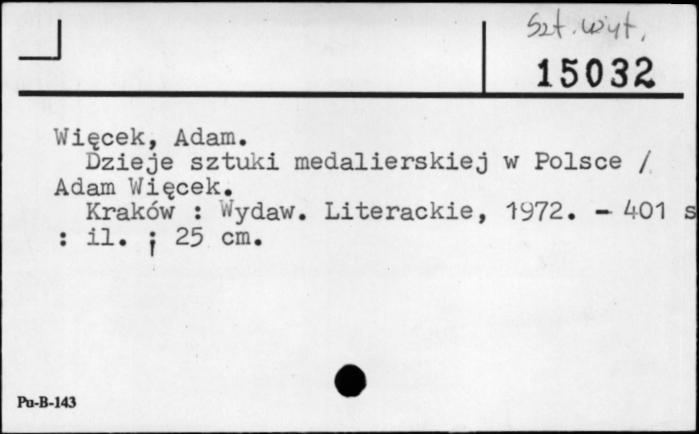 Szt. wyt.
15032
Więcek, Adam.
Dzieje sztuki medalierskiej w Polsce /
Adam Więcek.
Kraków : Wydaw. Literackie, 1972. - 401 s
: il. ; 25 cm.
Pu-B-143